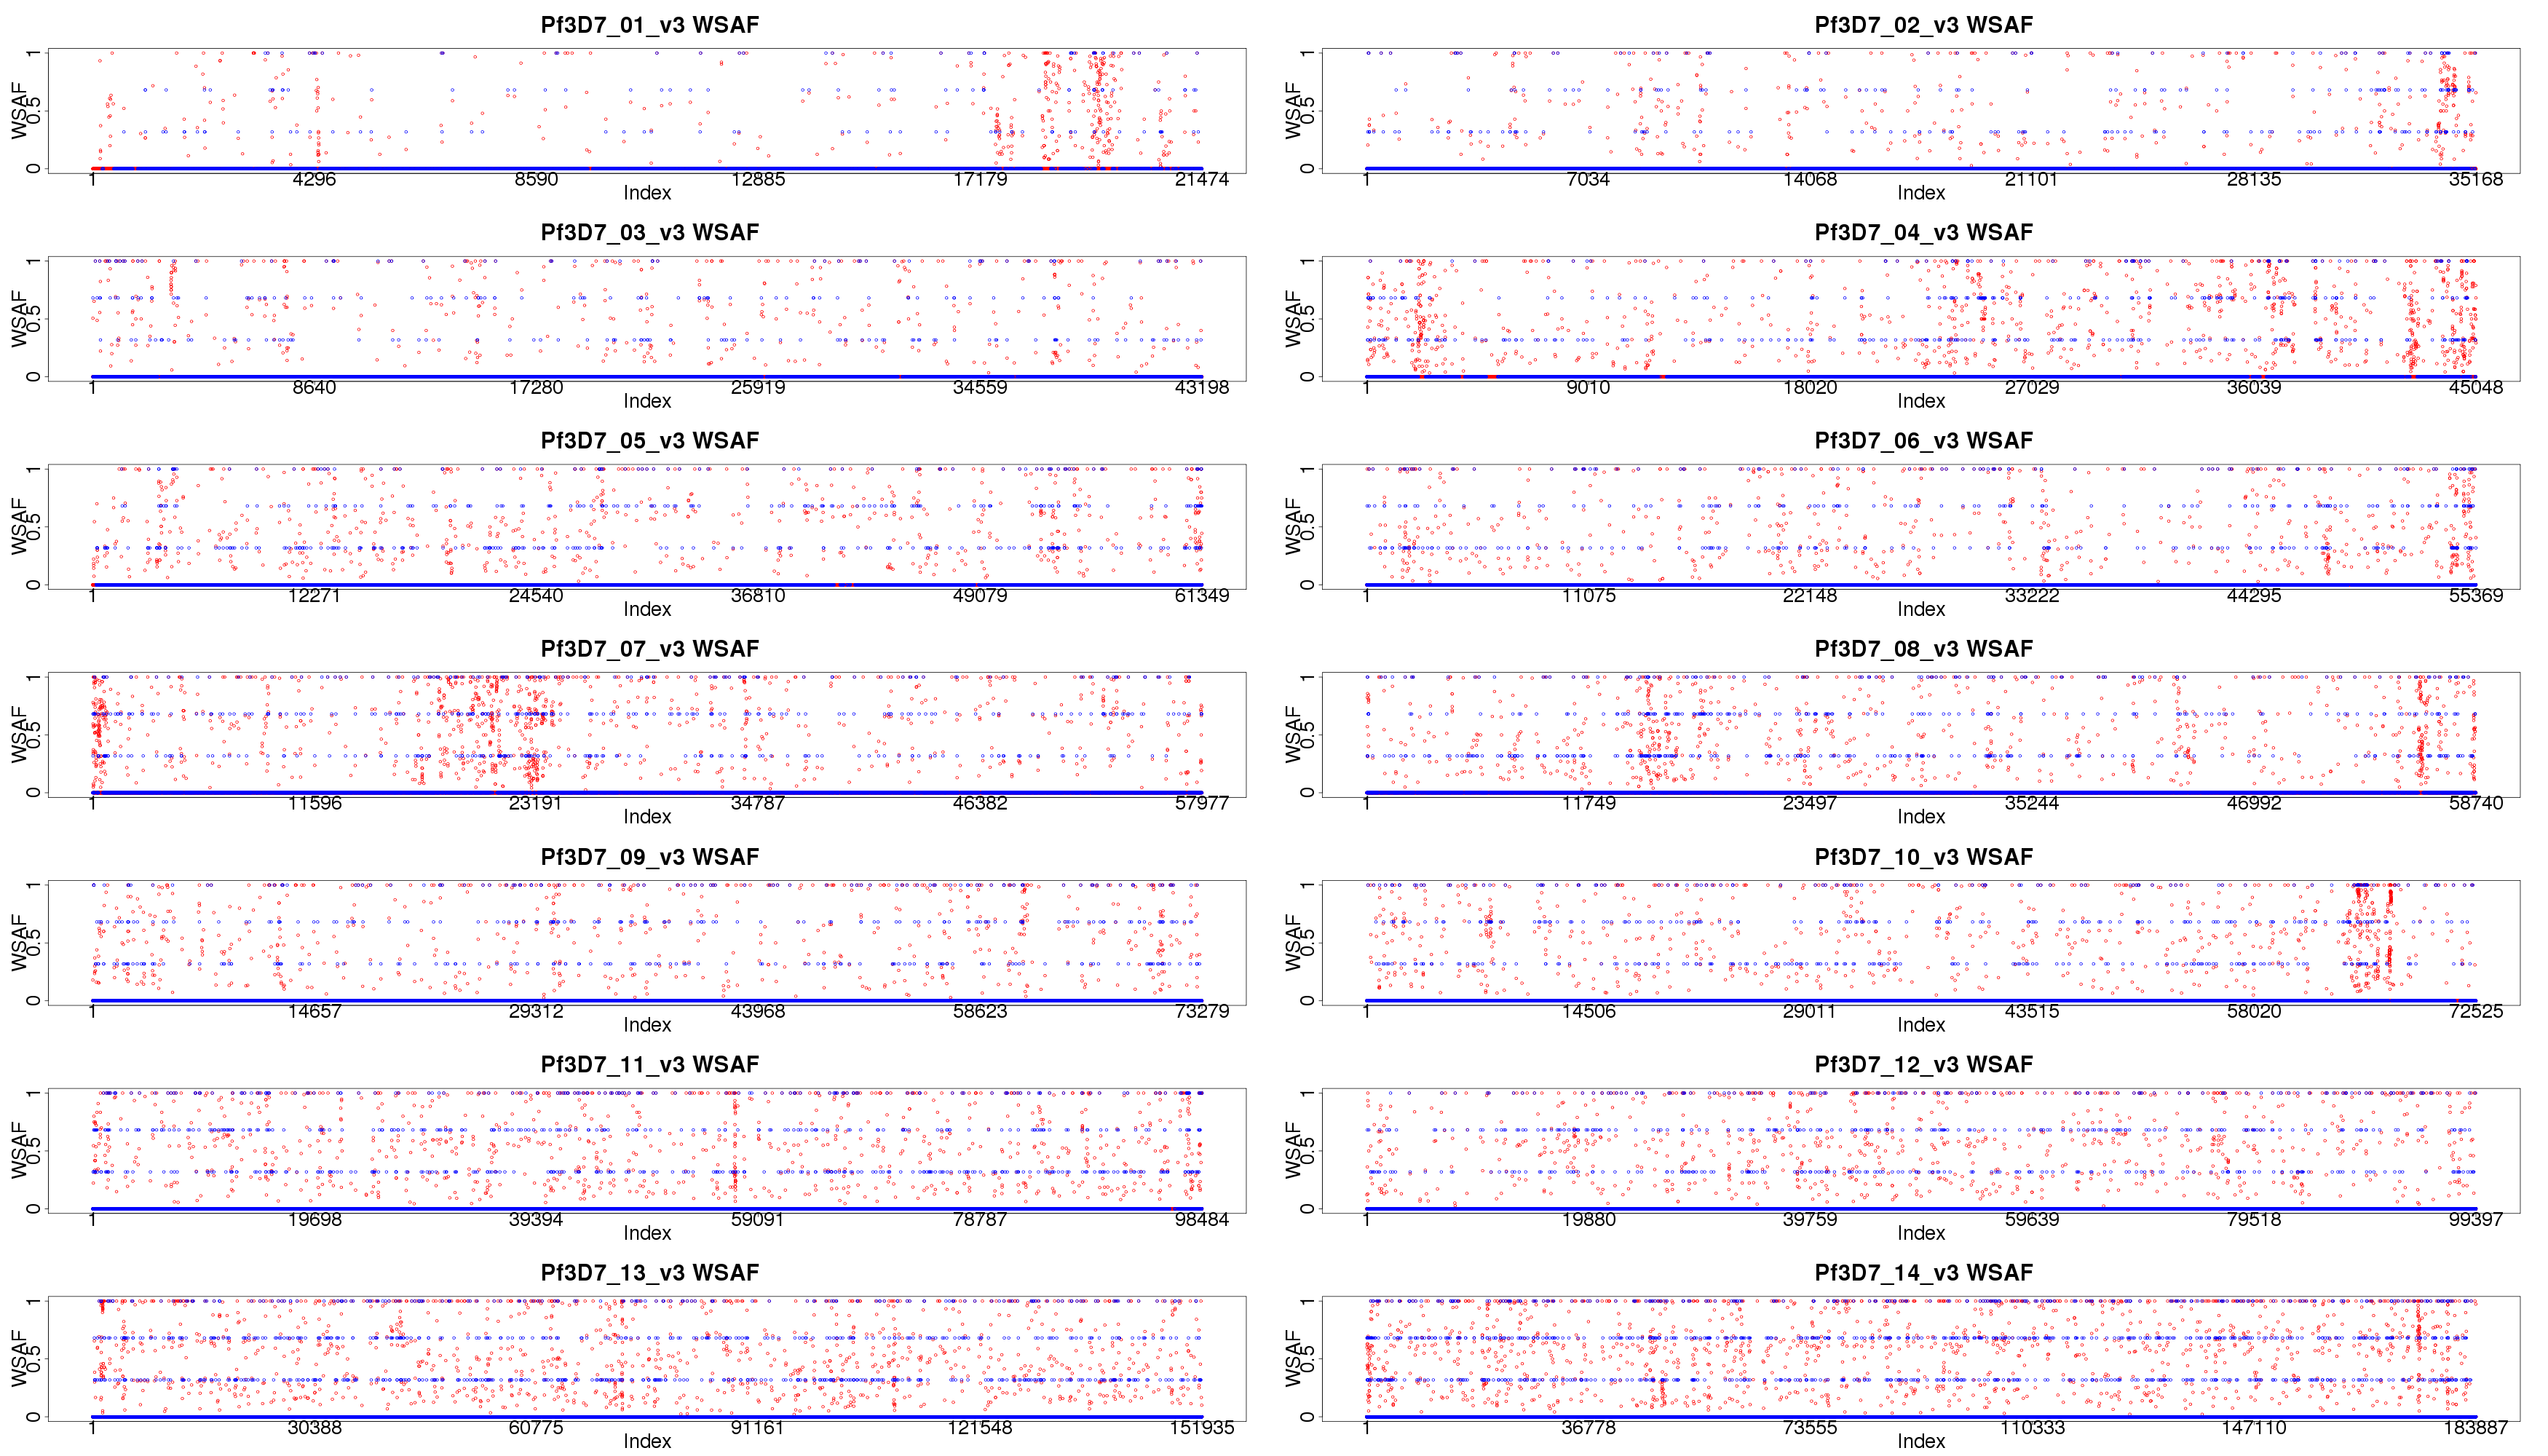 Pf3D7_01_v3 WSAF
WSAF
1
0.5
0
1 4296 8590 12885 17179 21474
Index
Pf3D7_02_v3 WSAF
WSAF
1
0.5
0
1 7034 14068 21101 28135 35168
Index
Pf3D7_03_v3 WSAF
WSAF
1
0.5
0
1 8640 17280 25919 34559 43198
Index
Pf3D7_04_v3 WSAF
WSAF
1
0.5
0
1 9010 18020 27029 36039 45048
Index
Pf3D7_05_v3 WSAF
WSAF
1
0.5
0
1 12271 24540 36810 49079 61349
Index
Pf3D7_06_v3 WSAF
WSAF
1
0.5
0
1 11075 22148 33222 44295 55369
Index
Pf3D7_07_v3 WSAF
WSAF
1
0.5
0
1 11596 23191 34787 46382 57977
Index
Pf3D7_08_v3 WSAF
WSAF
1
0.5
0
1 11749 23497 35244 46992 58740
Index
Pf3D7_09_v3 WSAF
WSAF
1
0.5
0
1 14657 29312 43968 58623 73279
Index
Pf3D7_10_v3 WSAF
WSAF
1
0.5
0
1 14506 29011 43515 58020 72525
Index
Pf3D7_11_v3 WSAF
WSAF
1
0.5
0
1 19698 39394 59091 78787 98484
Index
Pf3D7_12_v3 WSAF
WSAF
1
0.5
0
1 19880 39759 59639 79518 99397
Index
Pf3D7_13_v3 WSAF
WSAF
1
0.5
0
1 30388 60775 91161 121548 151935
Index
Pf3D7_14_v3 WSAF
WSAF
1
0.5
0
1 36778 73555 110333 147110 183887
Index